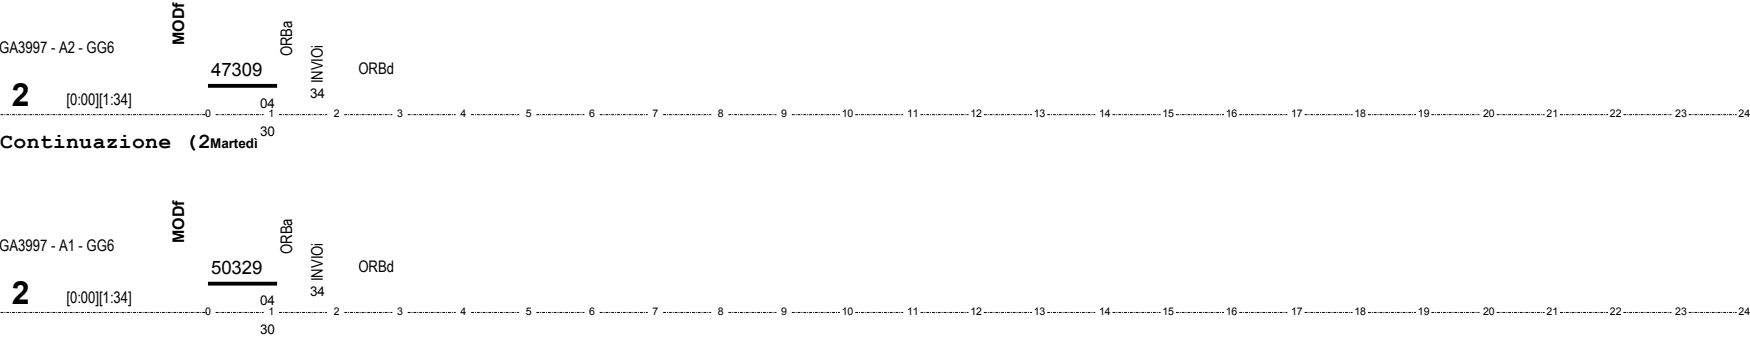 MODf
ORBa
GA3997 - A2 - GG6
INVIOi
47309
ORBd
2 [0:00][1:34]
04
34
0 1 2 3 4 5 6 7 8 9 10 11 12 13 14 15 16 17 18 19 20 21 22 23 24
30
Continuazione (2Martedì
MODf
ORBa
GA3997 - A1 - GG6
INVIOi
50329
ORBd
2 [0:00][1:34]
04
34
0 1 2 3 4 5 6 7 8 9 10 11 12 13 14 15 16 17 18 19 20 21 22 23 24
30